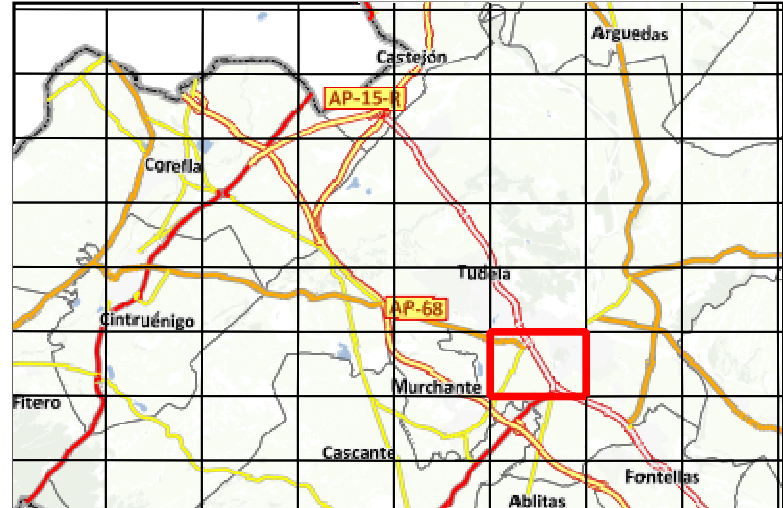 Arguedas
Castejón
AP-15-R
Corella
Tudela
AP-68
Cintruénigo
Murchante
Fitero
Cascante
Fontellas
Ablitas